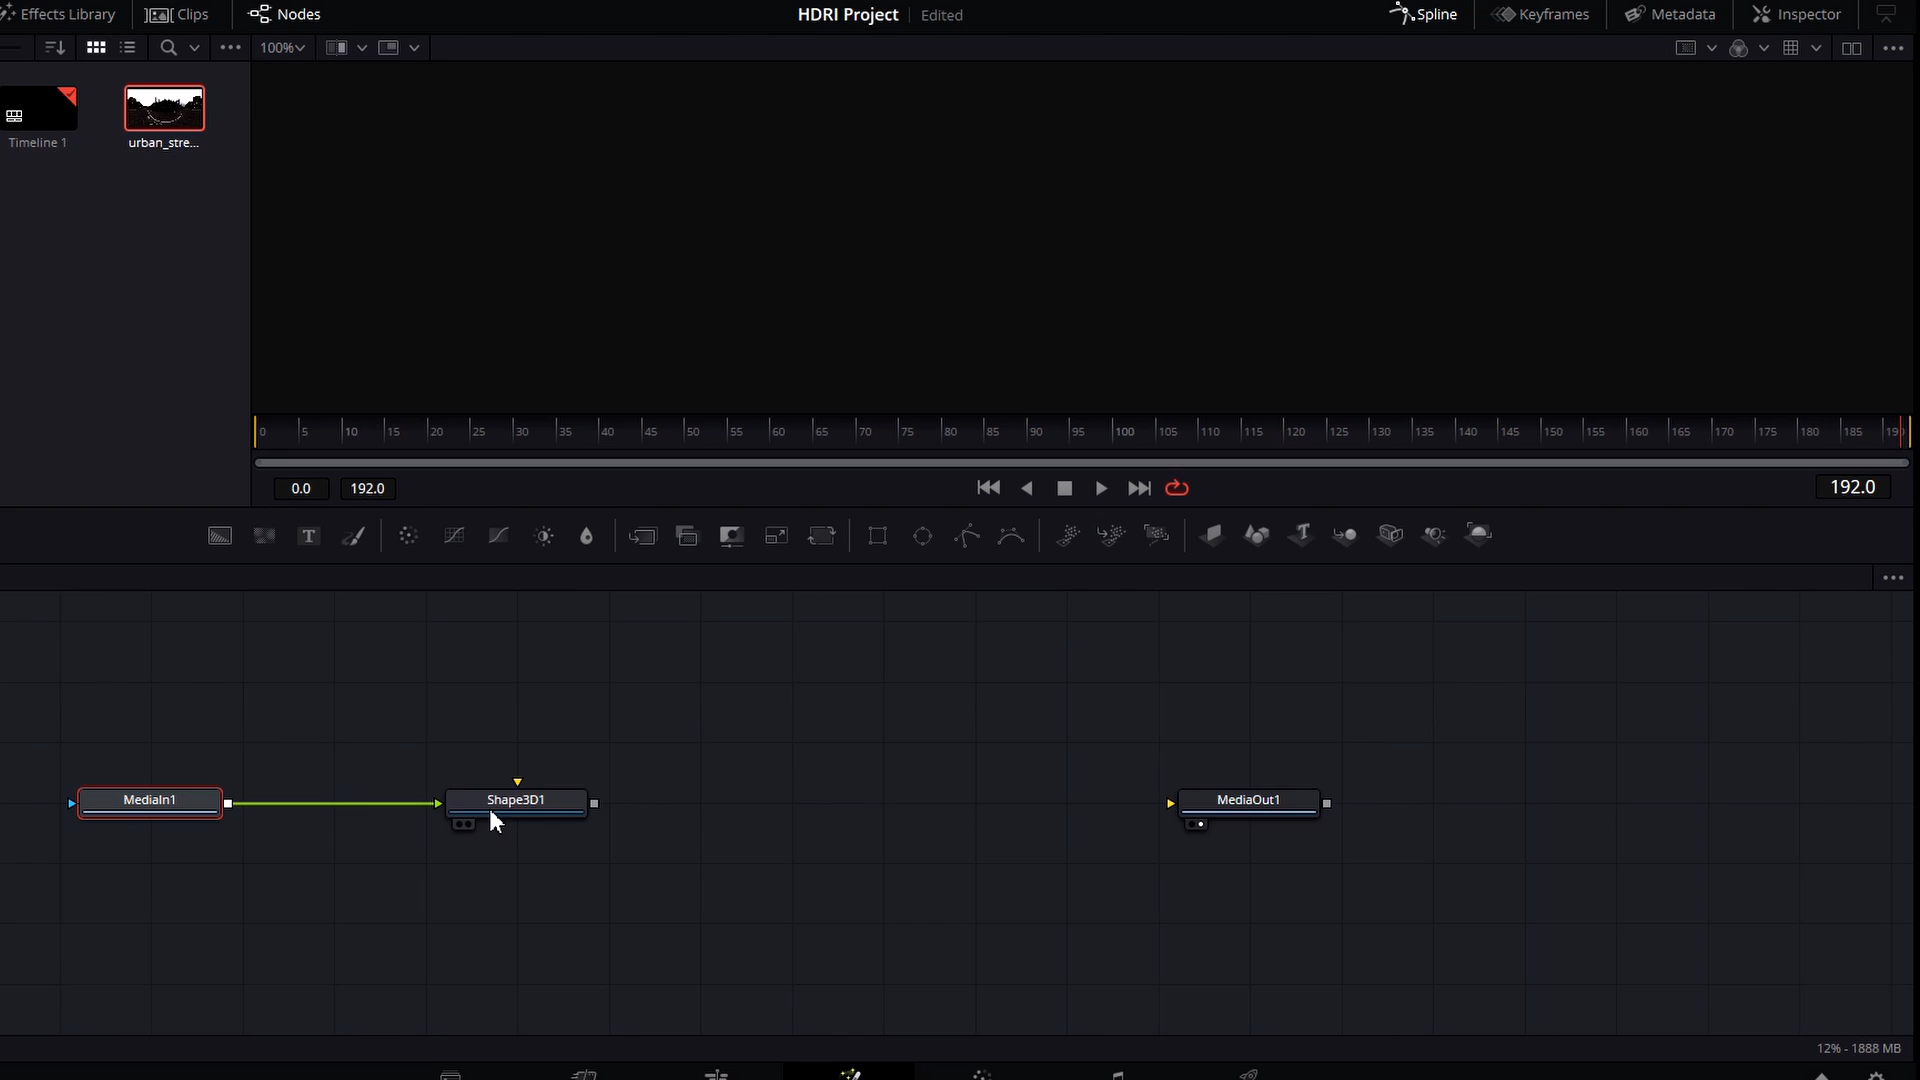 Effects Library
Clips
Nodes
HDRI Project
Edited
Spline
Keyframes
Metadata
Inspector
100%
Timeline 1
urban_stre...
0 5 10 15 20 25 30 35 40 45 50 55 60 65 70 75 80 85 90 95 100 105 110 115 120 125 130 135 140 145 150 155 160 165 170 175 180 185 190
0.0
192.0
192.0
T
T
MediaIn1
Shape3D1
MediaOut1
12% - 1888 MB